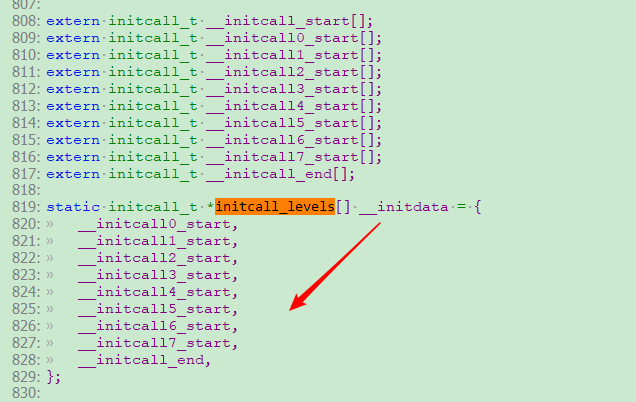 807:
808: extern initcall_t __initcall_start[];
809: extern initcall_t __initcall0_start[];
810: extern initcall_t __initcall1_start[];
811: extern initcall_t __initcall2_start[];
812: extern initcall_t __initcall3_start[];
813: extern initcall_t __initcall4_start[];
814: extern initcall_t __initcall5_start[];
815: extern initcall_t __initcall6_start[];
816: extern initcall_t __initcall7_start[];
817: extern initcall_t __initcall_end[];
818:
819: static initcall_t *initcall_levels[] __initdata = {
820: » __initcall0_start,
821: » __initcall1_start,
822: » __initcall2_start,
823: » __initcall3_start,
824: » __initcall4_start,
825: » __initcall5_start,
826: » __initcall6_start,
827: » __initcall7_start,
828: » __initcall_end,
829: };
830: